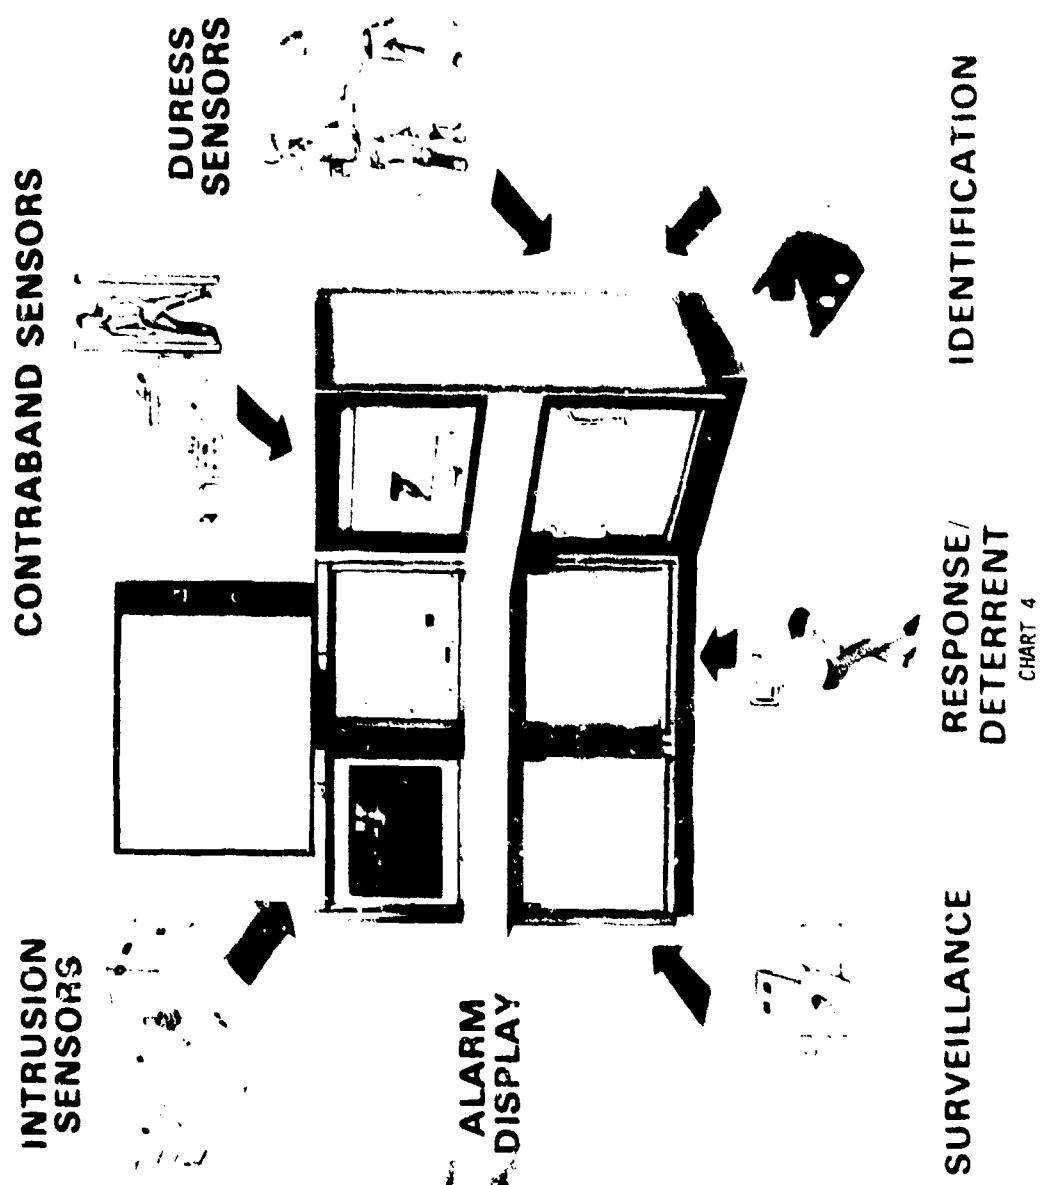 INTRUSION
SENSORS
CONTRABAND SENSORS
DURESS
SENSORS
ALARM
DISPLAY
SURVEILLANCE
RESPONSE/
DETERRENT
IDENTIFICATION
CHART 4